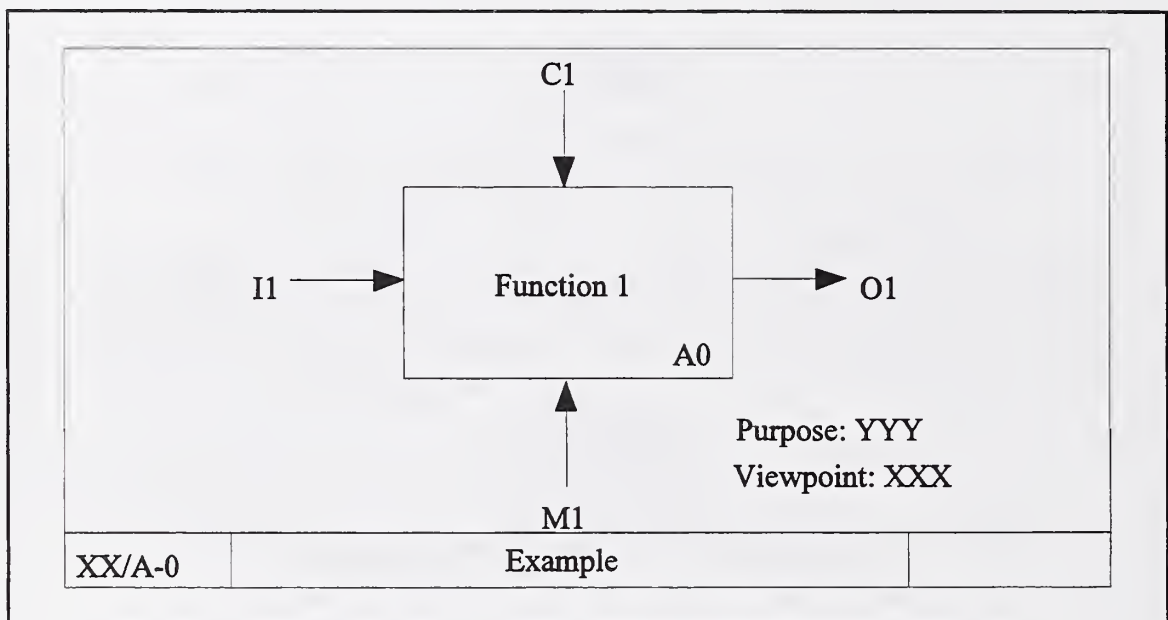 C1
I1
Function 1
O1
A0
Purpose: YYY
Viewpoint: XXX
M1
XX/A-0
Example